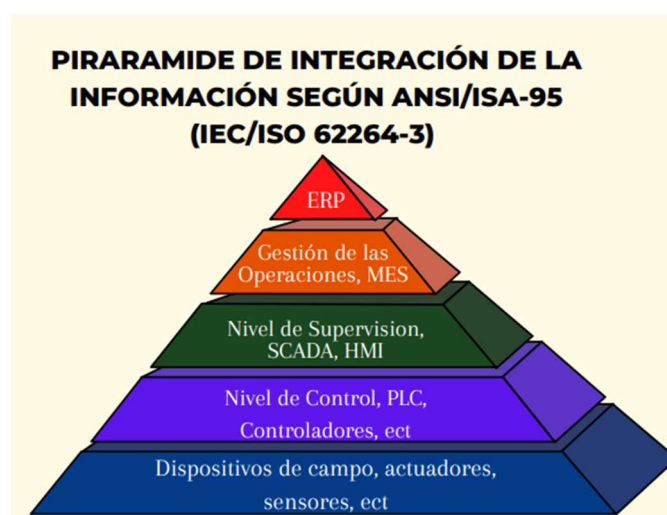 PIRARAMIDE DE INTEGRACIÓN DE LA
INFORMACIÓN SEGÚN ANSI/ISA-95
(IEC/ISO 62264-3)
ERP
Gestión de las
Operaciones, MES
Nivel de Supervision,
SCADA, HMI
Nivel de Control, PLC,
Controladores, ect
Dispositivos de campo, actuadores,
sensores, ect